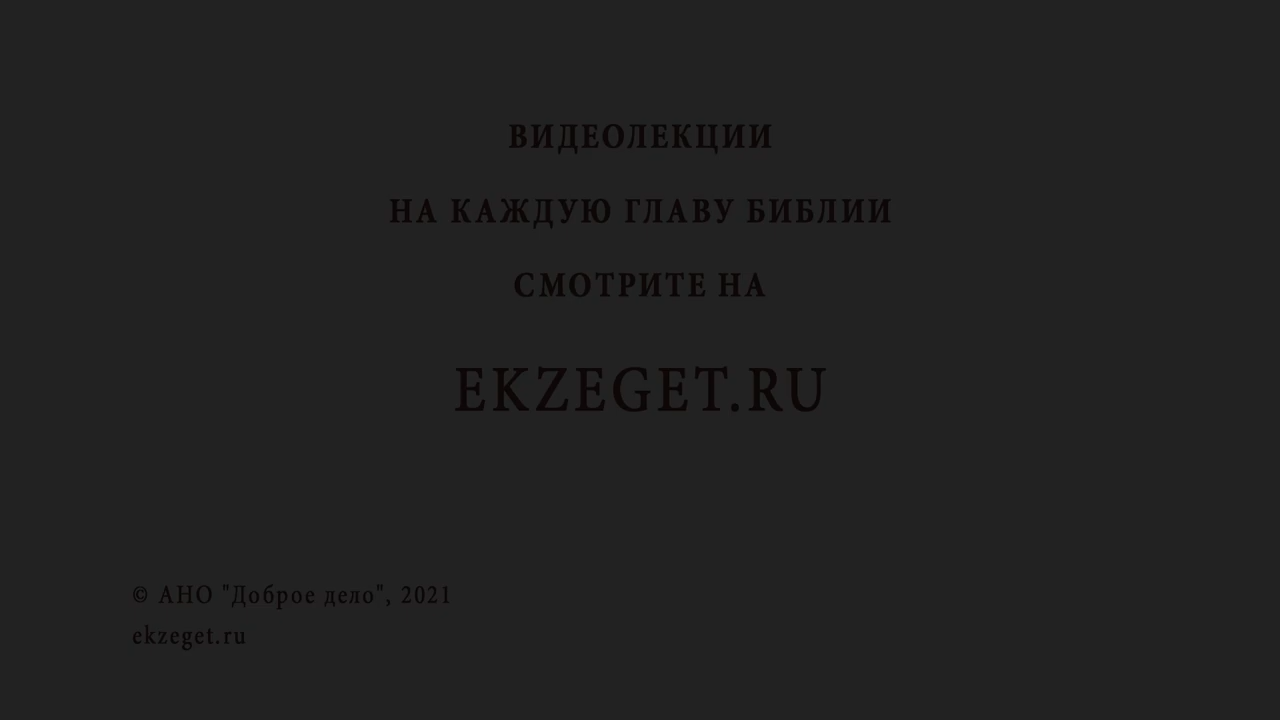 ВИДЕОЛЕКЦИИ
НА КАЖДУЮ ГЛАВУ БИБЛИИ
СМОТРИТЕ НА
EKZEGET.RU
© АНО "Доброе дело", 2021
ekzeget.ru